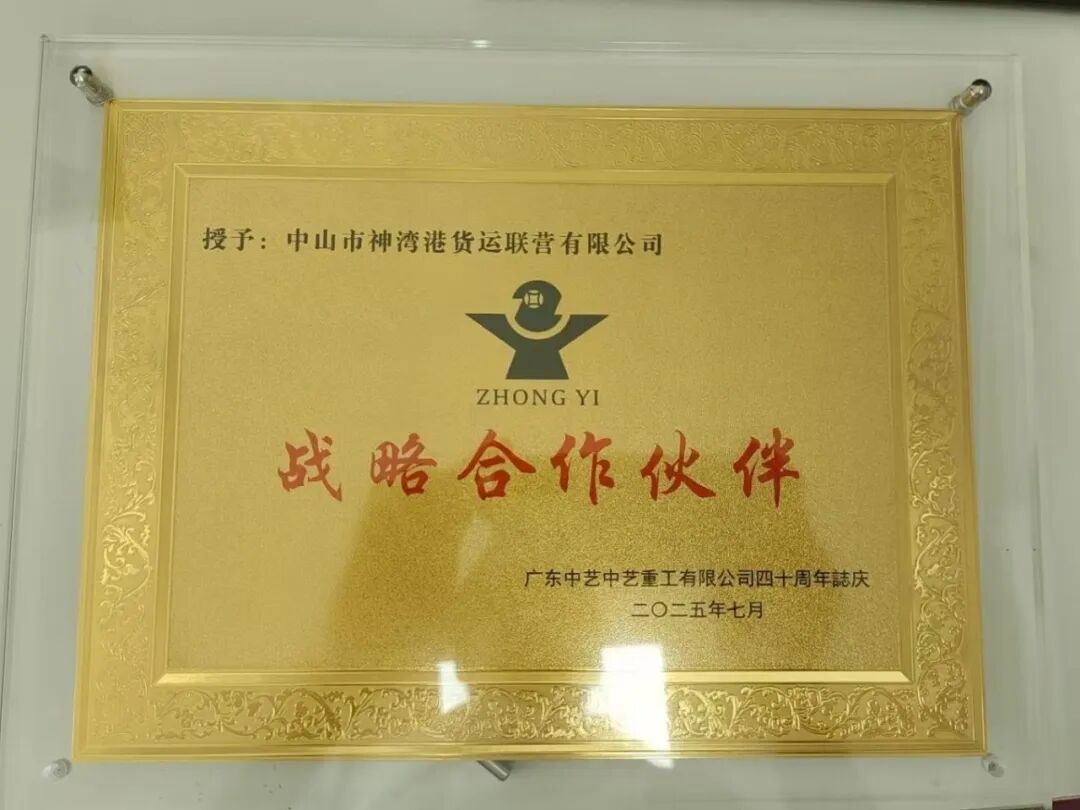 授予：中山市神湾港货运联营有限公司
ZHONG YI
战略合作伙伴
广东中艺中艺重工有限公司四十周年誌庆
二〇二五年七月